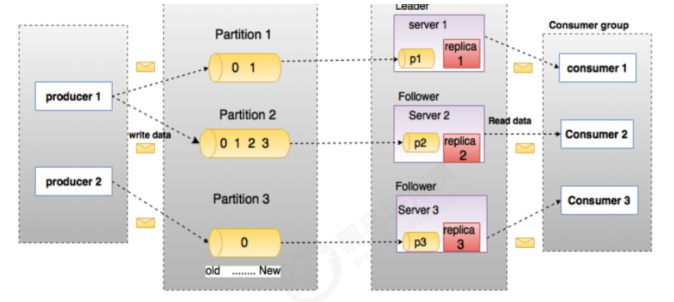 producer 1
producer 2
write data
Partition 1
0 1
Partition 2
0 1 2 3
Partition 3
0
old ........ New
Leader
server 1
p1
replica
1
Follower
Server 2
p2
replica
2
Follower
Server 3
p3
replica
3
Read data
Consumer group
consumer 1
Consumer 2
Consumer 3